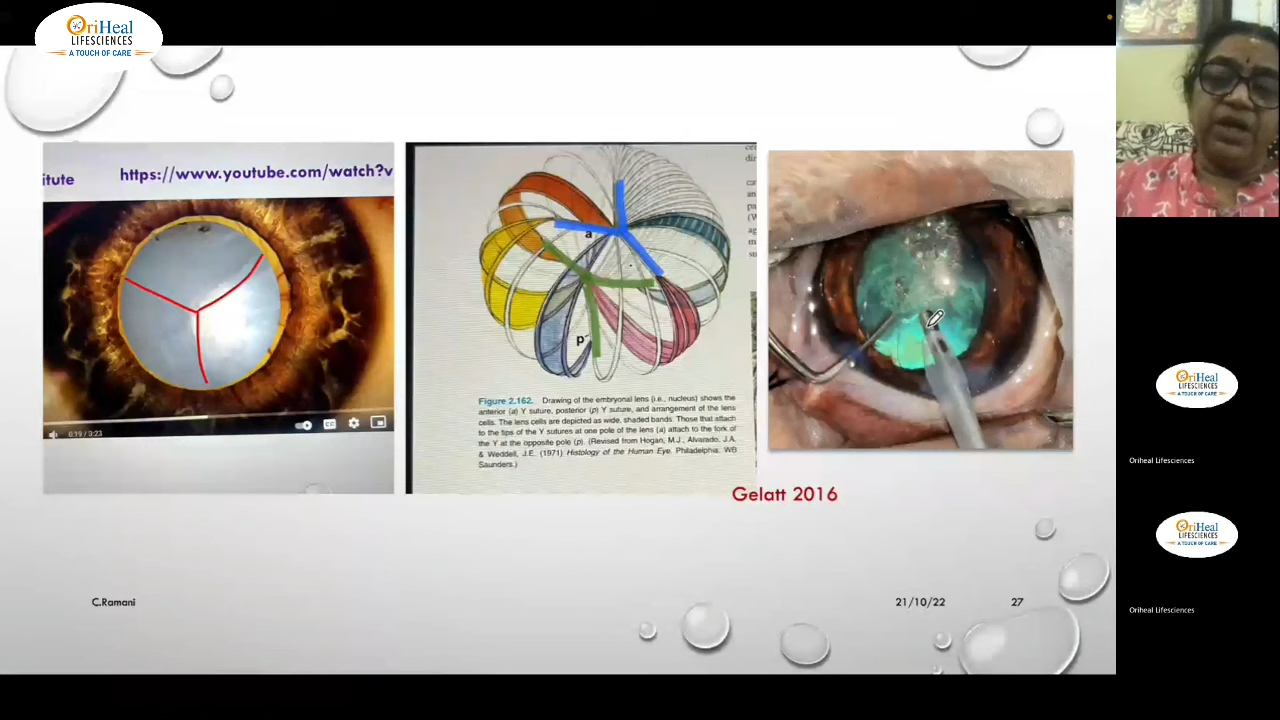 OriHeal
LIFESCIENCES
A TOUCH OF CARE
itute
https://www.youtube.com/watch?v
0:19 / 3:23
CC
a
p
Figure 2.162. Drawing of the embryonal lens (i.e., nucleus) shows the
anterior (a) Y suture, posterior (p) Y suture, and arrangement of the lens
cells. The lens cells are depicted as wide, shaded bands. Those that attach
to the tips of the Y sutures at one pole of the lens (a) attach to the fork of
the Y at the opposite pole (p). (Revised from Hogan, M.J., Alvarado, J.A.
& Weddell, J.E. (1971) Histology of the Human Eye. Philadelphia, WB
Saunders.)
Gelatt 2016
C.Ramani
21/10/22
27
OriHeal
LIFESCIENCES
A TOUCH OF CARE
Oriheal Lifesciences
OriHeal
LIFESCIENCES
A TOUCH OF CARE
Oriheal Lifesciences